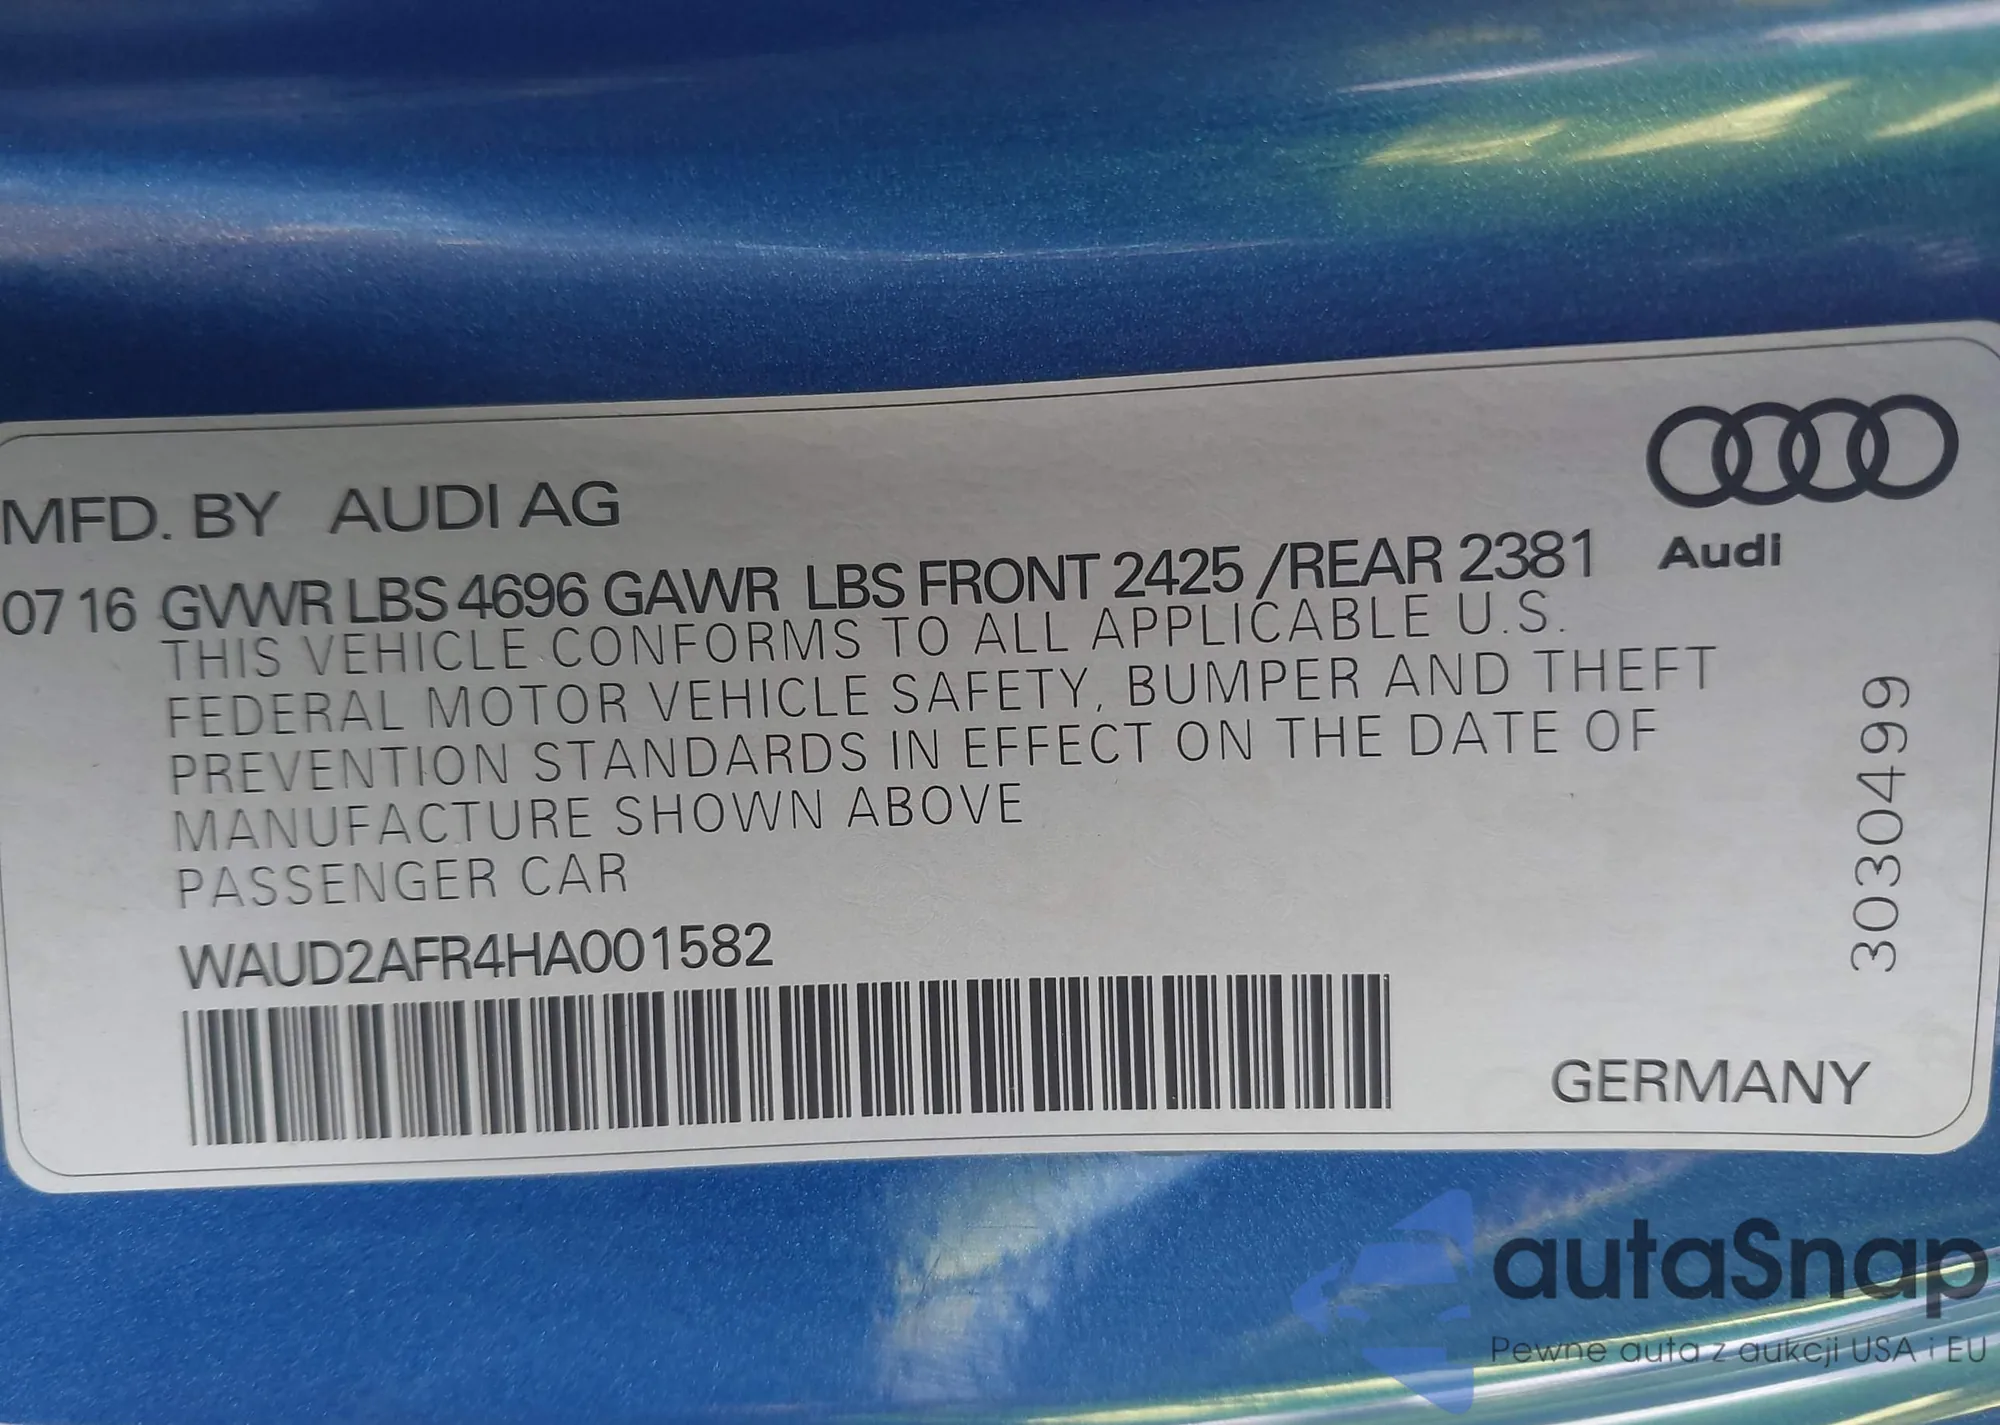 MFD. BY AUDI AG
Audi
07 16 GVWR LBS 4696 GAWR LBS FRONT 2425 /REAR 2381
THIS VEHICLE CONFORMS TO ALL APPLICABLE U.S.
FEDERAL MOTOR VEHICLE SAFETY, BUMPER AND THEFT
PREVENTION STANDARDS IN EFFECT ON THE DATE OF
MANUFACTURE SHOWN ABOVE
PASSENGER CAR
WAUD2AFR4HA001582
3030499
GERMANY
autaSnap
Pewne auta z aukcji USA i EU